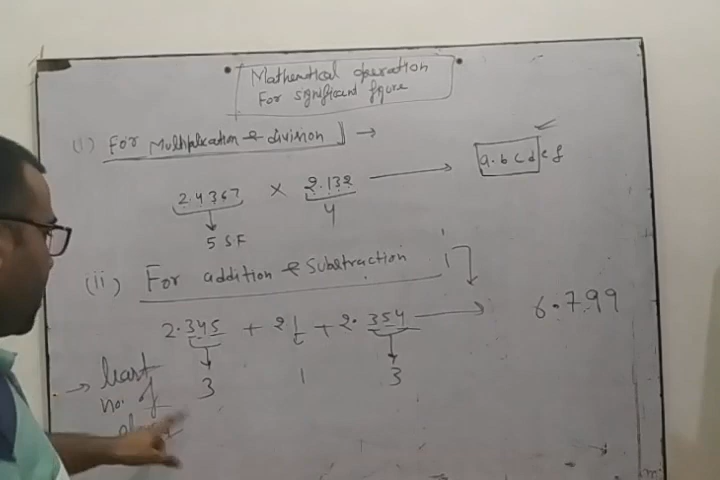 Mathematical operation
For significant figure
(i) For Multiplication & division →
2.4367 × 2.132 → a.bcdef
5 S.F 4
(ii) For addition & Subtraction
2.345 + 2.1 + 2.354 → 6.799
→ least 3 1 3
no. of